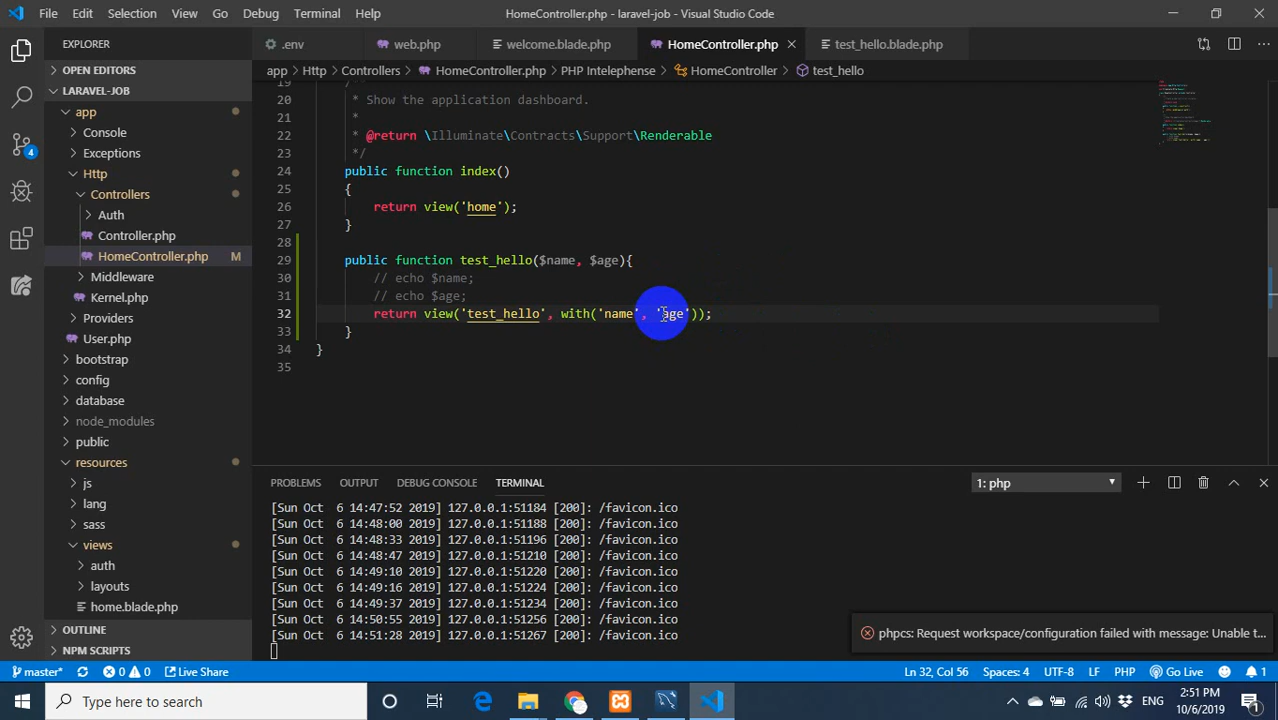 File Edit Selection View Go Debug Terminal Help HomeController.php - laravel-job - Visual Studio Code
EXPLORER
OPEN EDITORS
LARAVEL-JOB
app
Console
Exceptions
Http
Controllers
Auth
Controller.php
HomeController.php M
Middleware
Kernel.php
Providers
User.php
bootstrap
config
database
node_modules
public
resources
js
lang
sass
views
auth
layouts
home.blade.php
OUTLINE
NPM SCRIPTS
4
.env web.php welcome.blade.php HomeController.php test_hello.blade.php
app > Http > Controllers > HomeController.php > PHP Intelephense > HomeController > test_hello
19 /**
20 * Show the application dashboard.
21 *
22 * @return \Illuminate\Contracts\Support\Renderable
23 */
24 public function index()
25 {
26 return view('home');
27 }
28
29 public function test_hello($name, $age){
30 // echo $name;
31 // echo $age;
32 return view('test_hello', with('name', 'age'));
33 }
34 }
35
PROBLEMS OUTPUT DEBUG CONSOLE TERMINAL 1: php
[Sun Oct 6 14:47:52 2019] 127.0.0.1:51184 [200]: /favicon.ico
[Sun Oct 6 14:48:00 2019] 127.0.0.1:51188 [200]: /favicon.ico
[Sun Oct 6 14:48:33 2019] 127.0.0.1:51196 [200]: /favicon.ico
[Sun Oct 6 14:48:47 2019] 127.0.0.1:51210 [200]: /favicon.ico
[Sun Oct 6 14:49:10 2019] 127.0.0.1:51220 [200]: /favicon.ico
[Sun Oct 6 14:49:16 2019] 127.0.0.1:51224 [200]: /favicon.ico
[Sun Oct 6 14:49:37 2019] 127.0.0.1:51234 [200]: /favicon.ico
[Sun Oct 6 14:50:55 2019] 127.0.0.1:51256 [200]: /favicon.ico
[Sun Oct 6 14:51:28 2019] 127.0.0.1:51267 [200]: /favicon.ico
phpcs: Request workspace/configuration failed with message: Unable t...
master* 0 0 Live Share Ln 32, Col 56 Spaces: 4 UTF-8 LF PHP Go Live 1
Type here to search
2:51 PM
10/6/2019
1